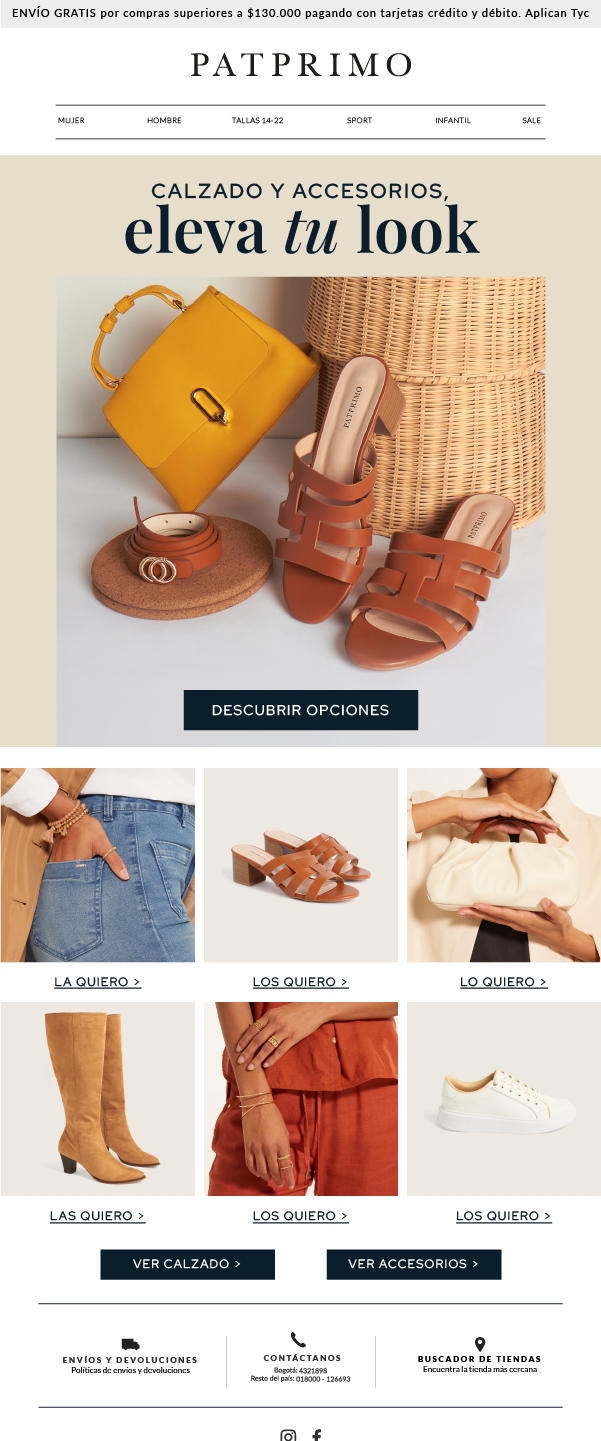 ENVÍO GRATIS por compras superiores a $130.000 pagando con tarjetas crédito y débito. Aplican Tyc
PATPRIMO
MUJER HOMBRE TALLAS 14-22 SPORT INFANTIL SALE
CALZADO Y ACCESORIOS,
eleva tu look
PATPRIMO
PATPRIMO
DESCUBRIR OPCIONES
LA QUIERO > LOS QUIERO > LO QUIERO >
LAS QUIERO > LOS QUIERO > LOS QUIERO >
VER CALZADO > VER ACCESORIOS >
ENVÍOS Y DEVOLUCIONES
Políticas de envíos y devoluciones
CONTÁCTANOS
Bogotá: 4321898
Resto del país: 018000 - 126693
BUSCADOR DE TIENDAS
Encuentra la tienda más cercana